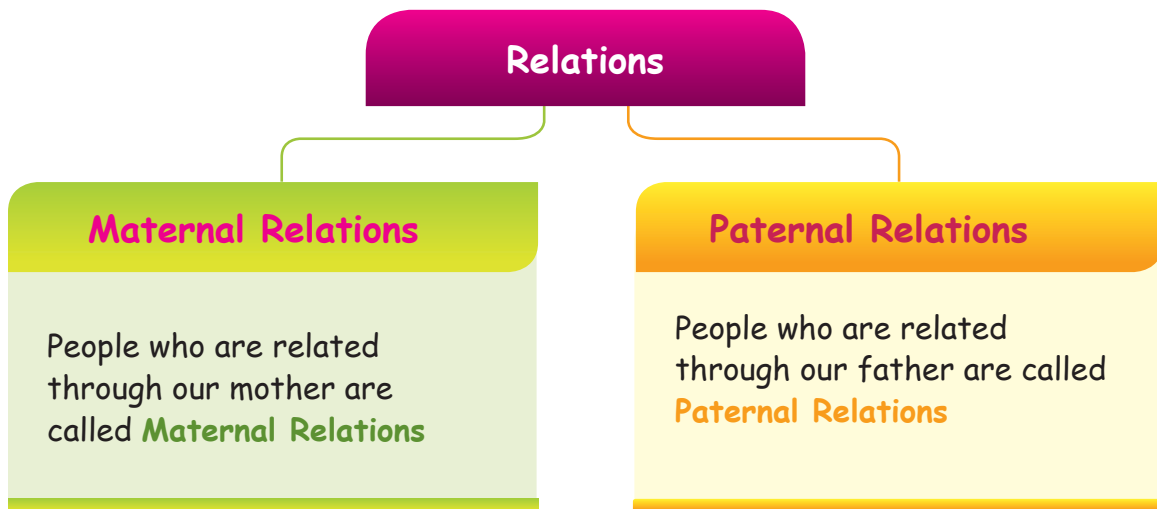 Relations
Maternal Relations
People who are related
through our mother are
called Maternal Relations
Paternal Relations
People who are related
through our father are called
Paternal Relations